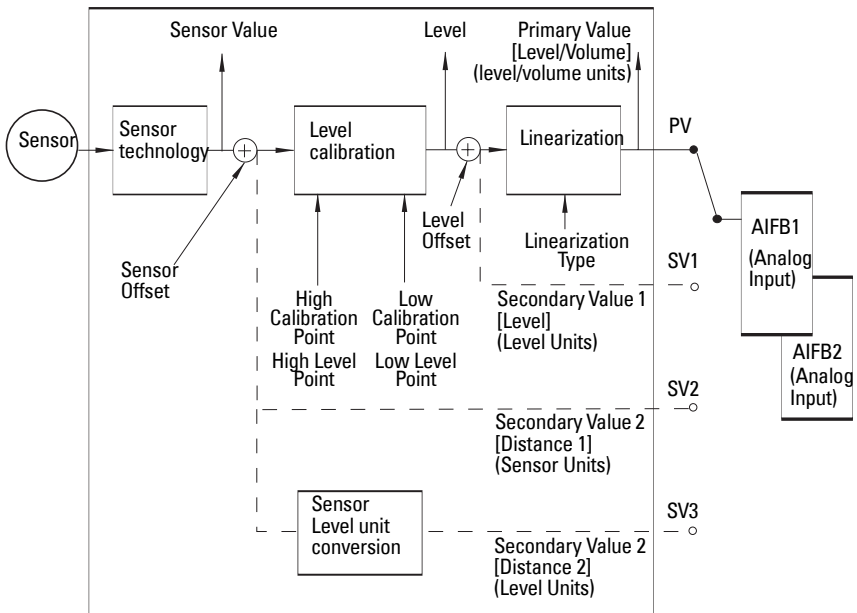 Sensor Value
Level
Primary Value
[Level/Volume]
(level/volume units)
Sensor
Sensor
technology
Level
calibration
Linearization
PV
Sensor
Offset
Level
Offset
Linearization
Type
High
Calibration
Point
High Level
Point
Low
Calibration
Point
Low Level
Point
SV1
Secondary Value 1
[Level]
(Level Units)
AIFB1
(Analog
Input)
AIFB2
(Analog
Input)
SV2
Secondary Value 2
[Distance 1]
(Sensor Units)
Sensor
Level unit
conversion
SV3
Secondary Value 2
[Distance 2]
(Level Units)